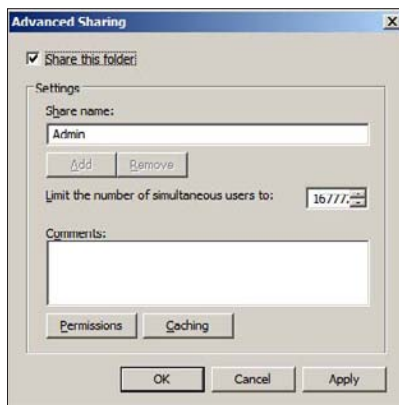 Advanced Sharing
Share this folder
Settings
Share name:
Admin
Add Remove
Limit the number of simultaneous users to: 16777
Comments:
Permissions Caching
OK Cancel Apply